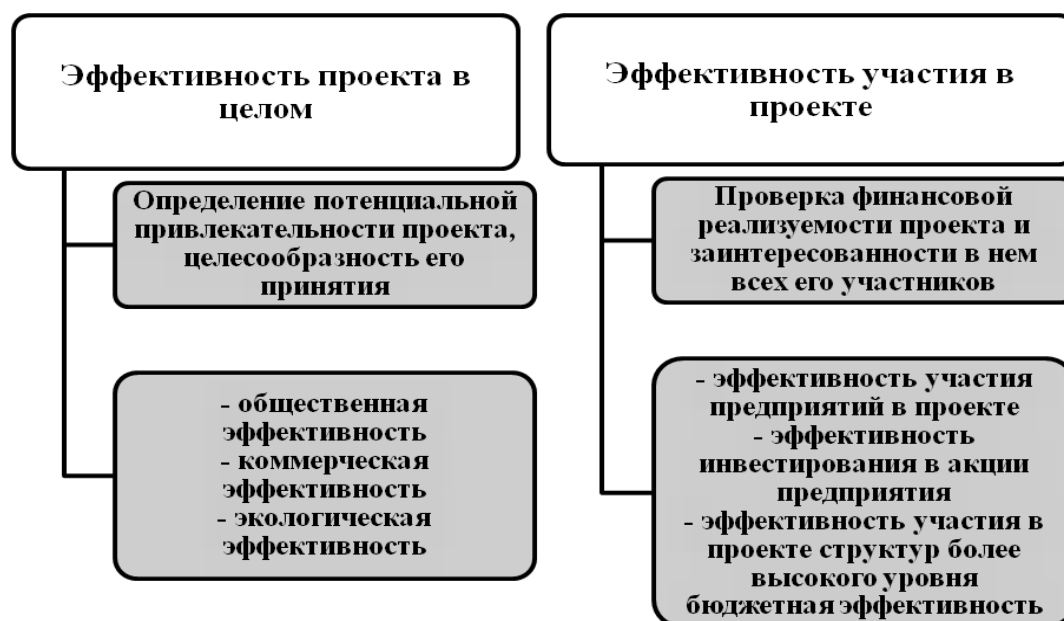 Эффективность проекта в
целом
Определение потенциальной
привлекательности проекта,
целесообразность его
принятия
- общественная
эффективность
- коммерческая
эффективность
- экологическая
эффективность
Эффективность участия в
проекте
Проверка финансовой
реализуемости проекта и
заинтересованности в нем
всех его участников
- эффективность участия
предприятий в проекте
- эффективность
инвестирования в акции
предприятия
- эффективность участия в
проекте структур более
высокого уровня
бюджетная эффективность